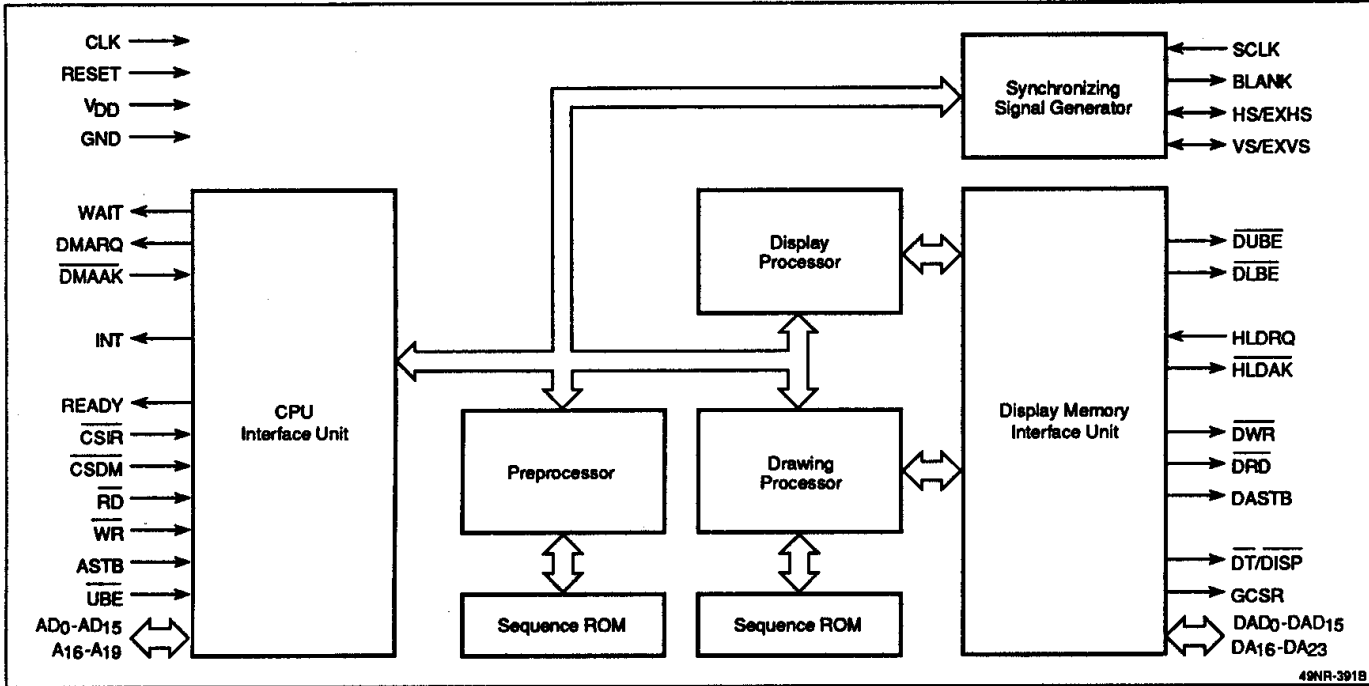 CLK
RESET
VDD
GND
WAIT
DMARQ
DMAAK
INT
READY
CSIR
CSDM
RD
WR
ASTB
UBE
AD0-AD15
A16-A19
CPU
Interface Unit
Preprocessor
Sequence ROM
Display
Processor
Drawing
Processor
Sequence ROM
Synchronizing
Signal Generator
Display Memory
Interface Unit
SCLK
BLANK
HS/EXHS
VS/EXVS
DUBE
DLBE
HLDRQ
HLDAK
DWR
DRD
DASTB
DT/DISP
GCSR
DAD0-DAD15
DA16-DA23
49NR-391B